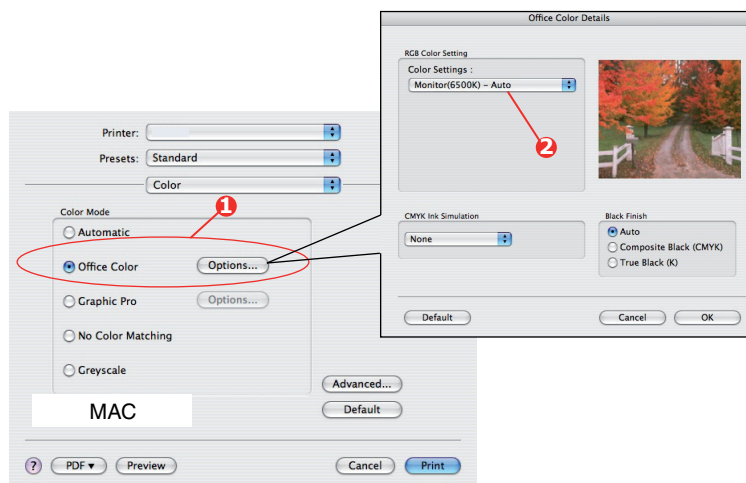 Office Color Details
RGB Color Setting
Color Settings :
Monitor(6500K) – Auto
2
CMYK Ink Simulation
None
Black Finish
Auto
Composite Black (CMYK)
True Black (K)
Default
Cancel
OK
Printer:
Presets: Standard
Color
1
Color Mode
Automatic
Office Color Options...
Graphic Pro Options...
No Color Matching
Greyscale
MAC
Advanced...
Default
? PDF ▾ Preview Cancel Print